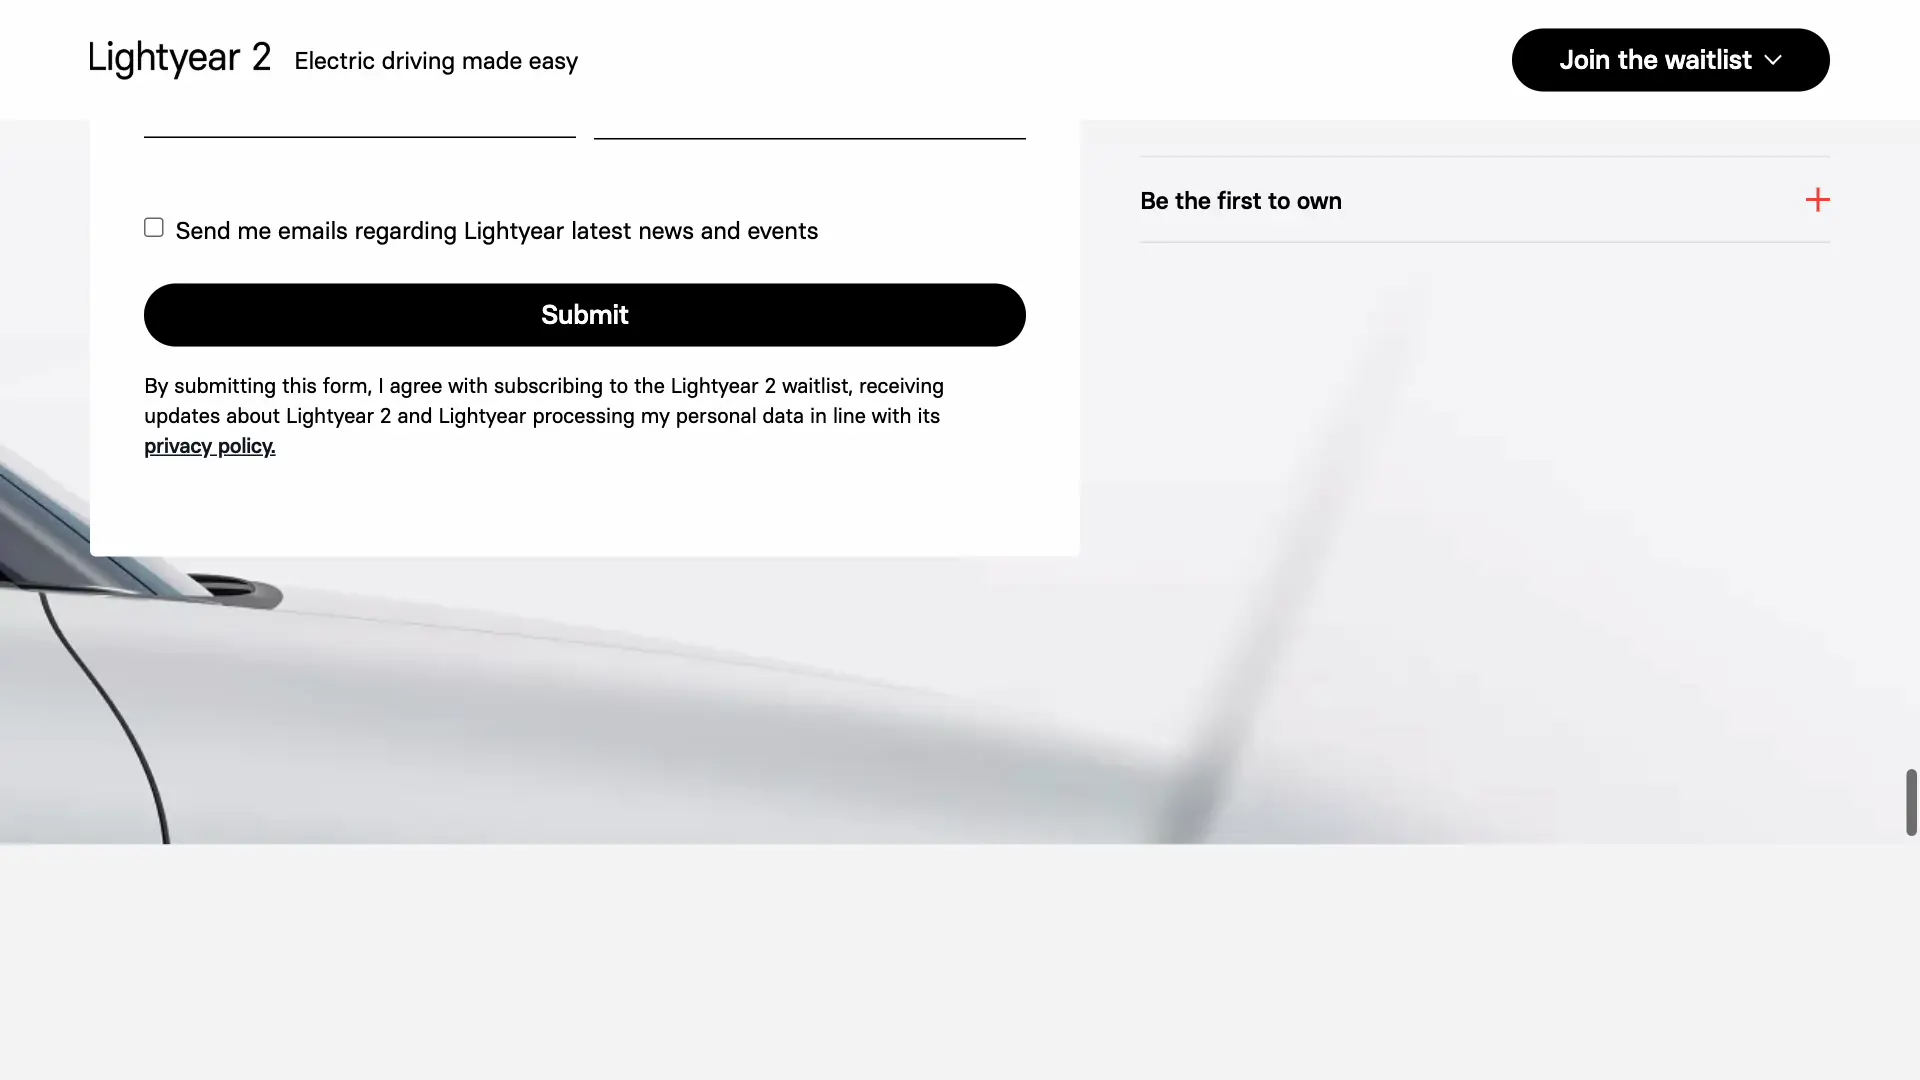 Lightyear 2 Electric driving made easy
Join the waitlist
Be the first to own
Send me emails regarding Lightyear latest news and events
Submit
By submitting this form, I agree with subscribing to the Lightyear 2 waitlist, receiving
updates about Lightyear 2 and Lightyear processing my personal data in line with its
privacy policy.